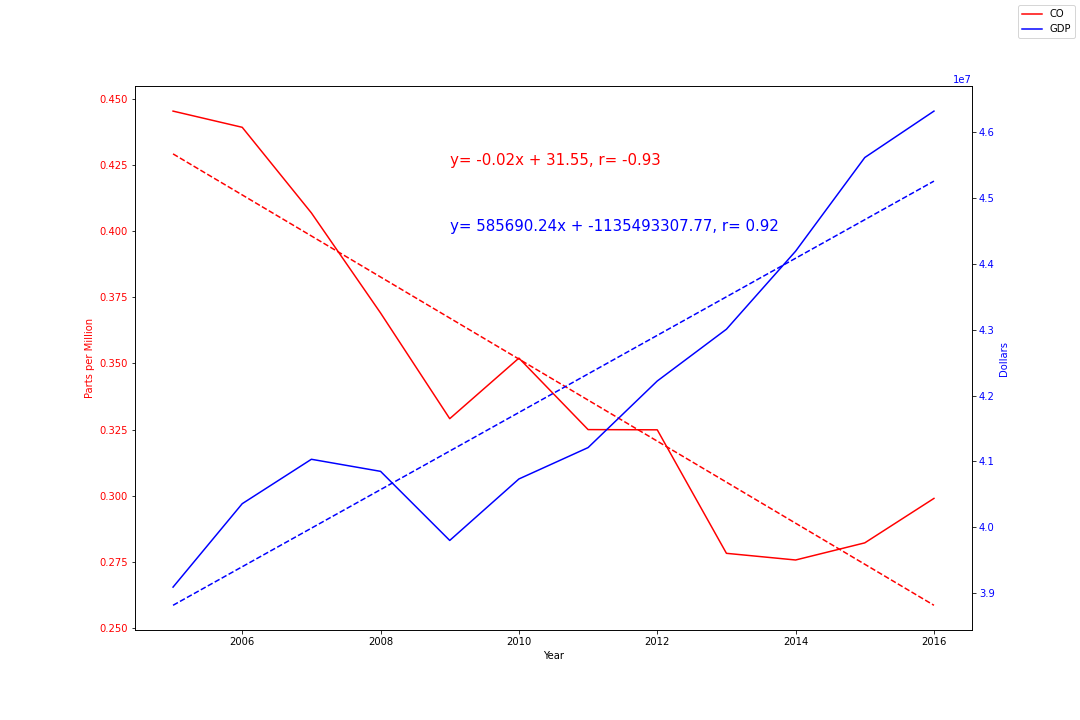 CO
GDP
1e7
0.450
0.425
0.400
0.375
0.350
0.325
0.300
0.275
0.250
Parts per Million
y= -0.02x + 31.55, r= -0.93
y= 585690.24x + -1135493307.77, r= 0.92
4.6
4.5
4.4
4.3
4.2
4.1
4.0
3.9
Dollars
2006 2008 2010 2012 2014 2016
Year